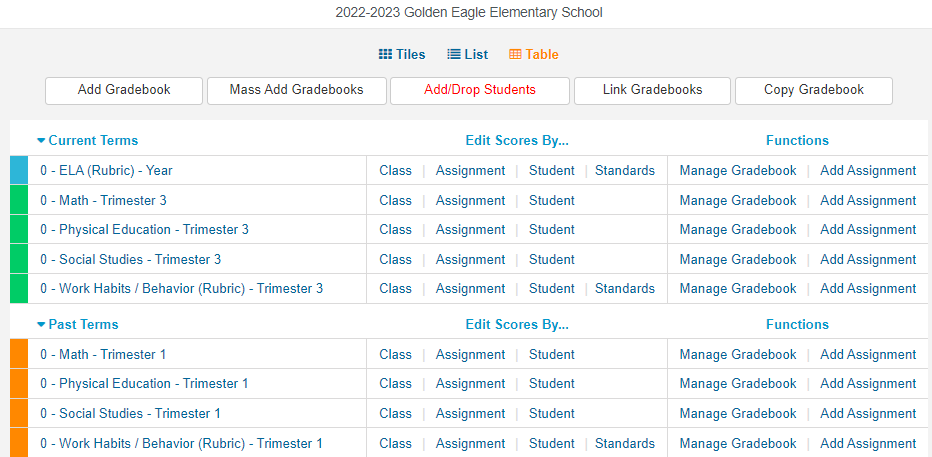 2022-2023 Golden Eagle Elementary School
Tiles List Table
Add Gradebook Mass Add Gradebooks Add/Drop Students Link Gradebooks Copy Gradebook
Current Terms Edit Scores By... Functions
0 - ELA (Rubric) - Year Class | Assignment | Student | Standards Manage Gradebook | Add Assignment
0 - Math - Trimester 3 Class | Assignment | Student Manage Gradebook | Add Assignment
0 - Physical Education - Trimester 3 Class | Assignment | Student Manage Gradebook | Add Assignment
0 - Social Studies - Trimester 3 Class | Assignment | Student Manage Gradebook | Add Assignment
0 - Work Habits / Behavior (Rubric) - Trimester 3 Class | Assignment | Student | Standards Manage Gradebook | Add Assignment
Past Terms Edit Scores By... Functions
0 - Math - Trimester 1 Class | Assignment | Student Manage Gradebook | Add Assignment
0 - Physical Education - Trimester 1 Class | Assignment | Student Manage Gradebook | Add Assignment
0 - Social Studies - Trimester 1 Class | Assignment | Student Manage Gradebook | Add Assignment
0 - Work Habits / Behavior (Rubric) - Trimester 1 Class | Assignment | Student | Standards Manage Gradebook | Add Assignment